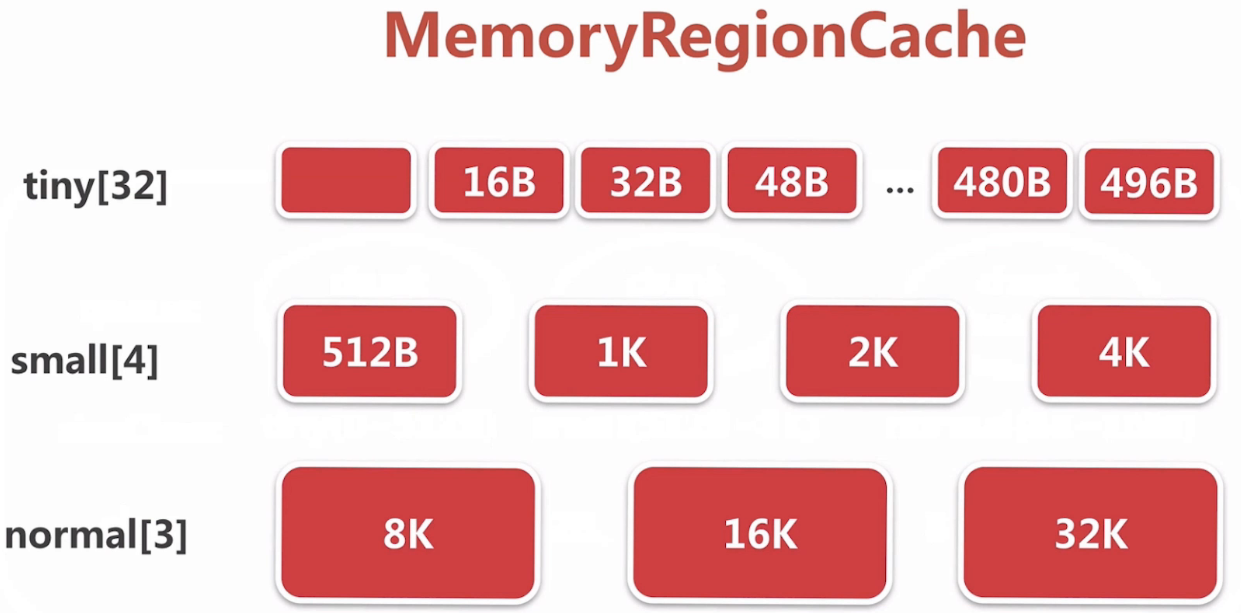 MemoryRegionCache
tiny[32] 16B 32B 48B ... 480B 496B
small[4] 512B 1K 2K 4K
normal[3] 8K 16K 32K